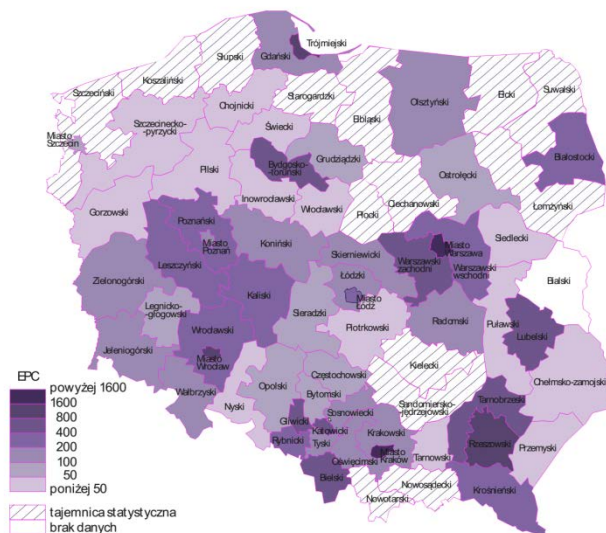 Trójmiejski
Słupski
Gdański
Koszaliński
Ełcki
Suwalski
Szczeciński
Starogardzki
Olsztyński
Chojnicki
Elbląski
Szczecinecko-
pyrzycki
Świecki
Miasto
Szczecin
Białostocki
Bydgosko-
toruński
Grudziądzki
Piłski
Ostrołęcki
Inowrocławski
Ciechanowski
Łomżyński
Gorzowski
Włocławski
Płocki
Poznański
Siedlecki
Miasto
Poznań
Koniński
Miasto
Warszawa
Skierniewicki
Warszawski
zachodni
Leszczyński
Warszawski
wschodni
Bialski
Zielonogórski
Łódzki
Kaliski
Miasto
Łódź
Legnicko-
głogowski
Sieradzki
Radomski
Wrocławski
Piotrkowski
Puławski
Lubelski
Jeleniogórski
Miasto
Wrocław
Kielecki
EPC
Częstochowski
Chełmsko-zamojski
powyżej 1600
Opolski
Wałbrzyski
Sandomiersko-
jędrzejowski
1600
Nyski
Bytomski
Tarnobrzeski
800
Gliwicki
Sosnowiecki
400
Katowicki
Krakowski
Rzeszowski
200
Rybnicki
Tyski
Miasto
Kraków
Przemyski
100
Oświęcimski
Tarnowski
50
Bielski
Nowosądecki
Krośnieński
poniżej 50
Nowotarski
tajemnica statystyczna
brak danych